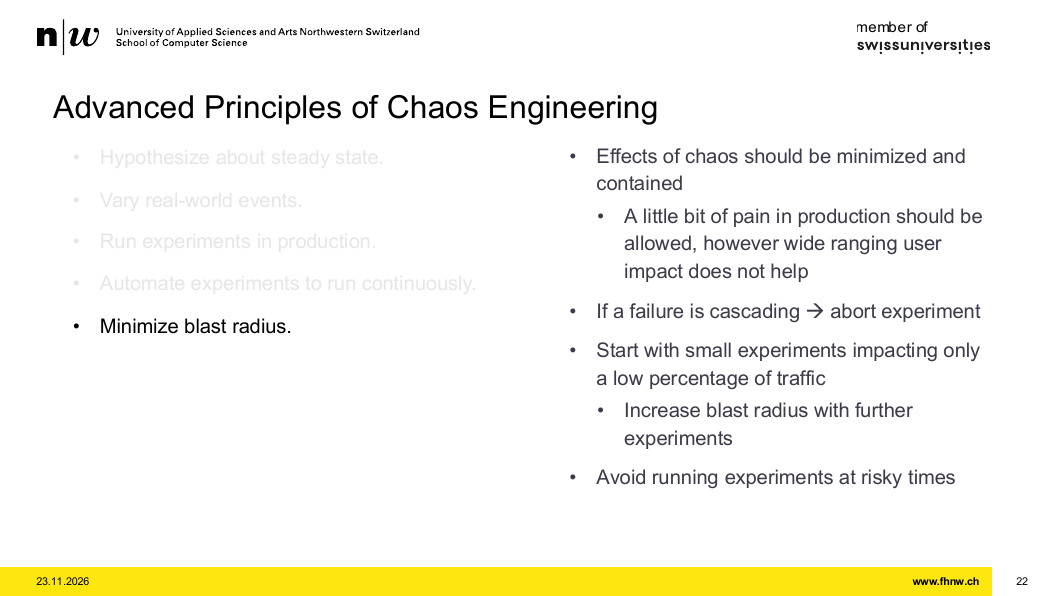 n|w University of Applied Sciences and Arts Northwestern Switzerland
School of Computer Science
member of
swissuniversities
Advanced Principles of Chaos Engineering
• Hypothesize about steady state.
• Vary real-world events.
• Run experiments in production.
• Automate experiments to run continuously.
• Minimize blast radius.
• Effects of chaos should be minimized and
contained
• A little bit of pain in production should be
allowed, however wide ranging user
impact does not help
• If a failure is cascading → abort experiment
• Start with small experiments impacting only
a low percentage of traffic
• Increase blast radius with further
experiments
• Avoid running experiments at risky times
23.11.2026
www.fhnw.ch
22